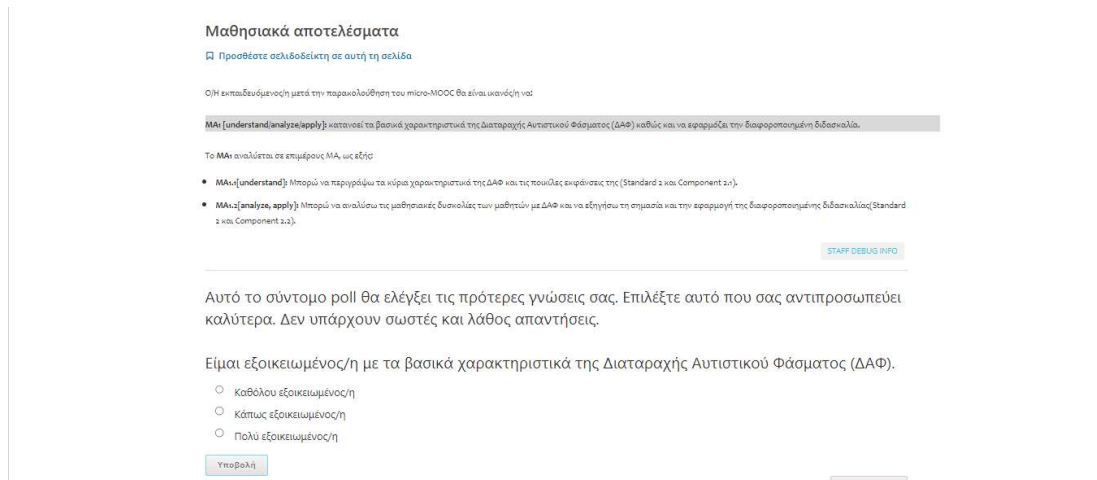 Μαθησιακά αποτελέσματα
Προσθέστε σελιδοδείκτη σε αυτή τη σελίδα
Ο/Η εκπαιδευόμενος/η μετά την παρακολούθηση του micro-MOOC θα είναι ικανός/η να:
ΜΑ1 [understand/analyze/apply]: κατανοεί τα βασικά χαρακτηριστικά της Διαταραχής Αυτιστικού Φάσματος (ΔΑΦ) καθώς και να εφαρμόζει την διαφοροποιημένη διδασκαλία.
Το ΜΑ1 αναλύεται σε επιμέρους ΜΑ, ως εξής:
• ΜΑ1.1[understand]: Μπορώ να περιγράψω τα κύρια χαρακτηριστικά της ΔΑΦ και τις ποικίλες εκφάνσεις της (Standard 2 και Component 2.1).
• ΜΑ1.2[analyze, apply]: Μπορώ να αναλύσω τις μαθησιακές δυσκολίες των μαθητών με ΔΑΦ και να εξηγήσω τη σημασία και την εφαρμογή της διαφοροποιημένης διδασκαλίας(Standard
2 και Component 2.2).
STAFF DEBUG INFO
Αυτό το σύντομο poll θα ελέγξει τις πρότερες γνώσεις σας. Επιλέξτε αυτό που σας αντιπροσωπεύει
καλύτερα. Δεν υπάρχουν σωστές και λάθος απαντήσεις.
Είμαι εξοικειωμένος/η με τα βασικά χαρακτηριστικά της Διαταραχής Αυτιστικού Φάσματος (ΔΑΦ).
Καθόλου εξοικειωμένος/η
Κάπως εξοικειωμένος/η
Πολύ εξοικειωμένος/η
Υποβολή